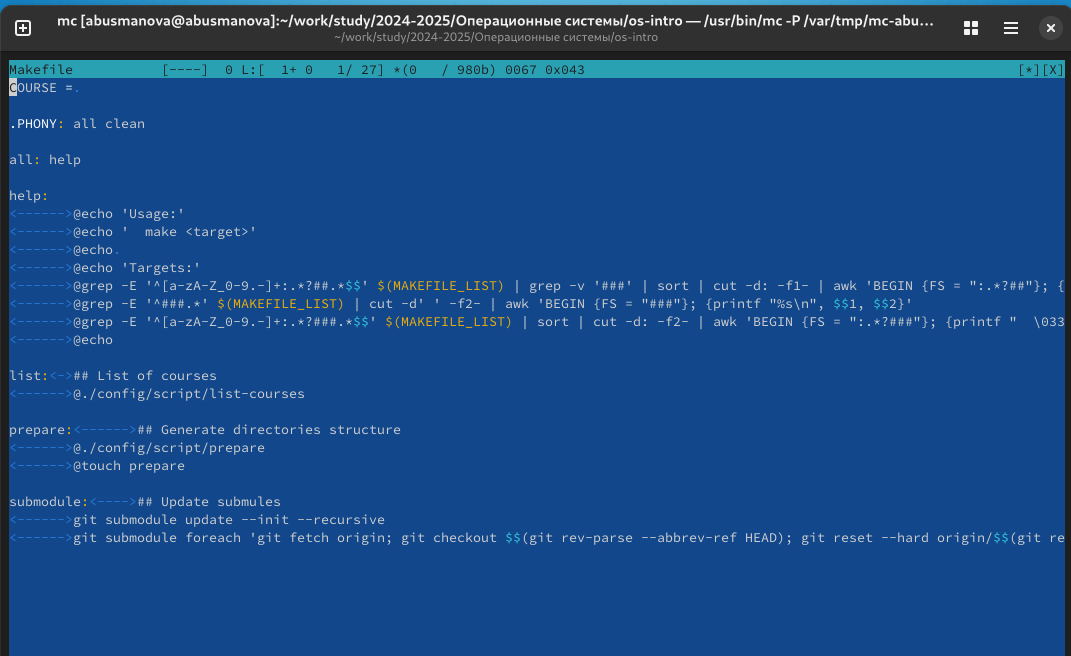 mc [abusmanova@abusmanova]:~/work/study/2024-2025/Операционные системы/os-intro — /usr/bin/mc -P /var/tmp/mc-abu…
~/work/study/2024-2025/Операционные системы/os-intro
Makefile [----] 0 L:[ 1+ 0 1/ 27] *(0 / 980b) 0067 0x043 [*][X]
COURSE =.

.PHONY: all clean

all: help

help:
<------>@echo 'Usage:'
<------>@echo '  make <target>'
<------>@echo.
<------>@echo 'Targets:'
<------>@grep -E '^[a-zA-Z_0-9.-]+:.*?##.*$$' $(MAKEFILE_LIST) | grep -v '###' | sort | cut -d: -f1- | awk 'BEGIN {FS = ":.*?##"}; {
<------>@grep -E '^###.*' $(MAKEFILE_LIST) | cut -d' ' -f2- | awk 'BEGIN {FS = "###"}; {printf "%s\n", $$1, $$2}'
<------>@grep -E '^[a-zA-Z_0-9.-]+:.*?###.*$$' $(MAKEFILE_LIST) | sort | cut -d: -f2- | awk 'BEGIN {FS = ":.*?###"}; {printf "  \033
<------>@echo

list:<->## List of courses
<------>@./config/script/list-courses

prepare:<------>## Generate directories structure
<------>@./config/script/prepare
<------>@touch prepare

submodule:<---->## Update submules
<------>git submodule update --init --recursive
<------>git submodule foreach 'git fetch origin; git checkout $$(git rev-parse --abbrev-ref HEAD); git reset --hard origin/$$(git re